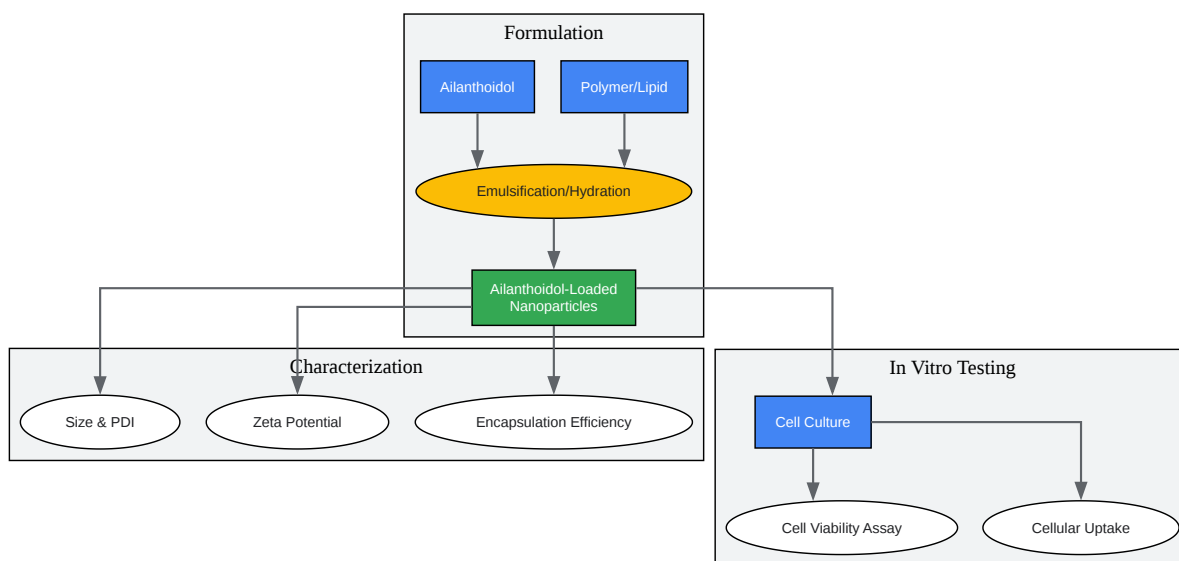 Formulation
Ailanthoidol
Polymer/Lipid
Emulsification/Hydration
Ailanthoidol-Loaded
Nanoparticles
Characterization
Size & PDI
Zeta Potential
Encapsulation Efficiency
In Vitro Testing
Cell Culture
Cell Viability Assay
Cellular Uptake